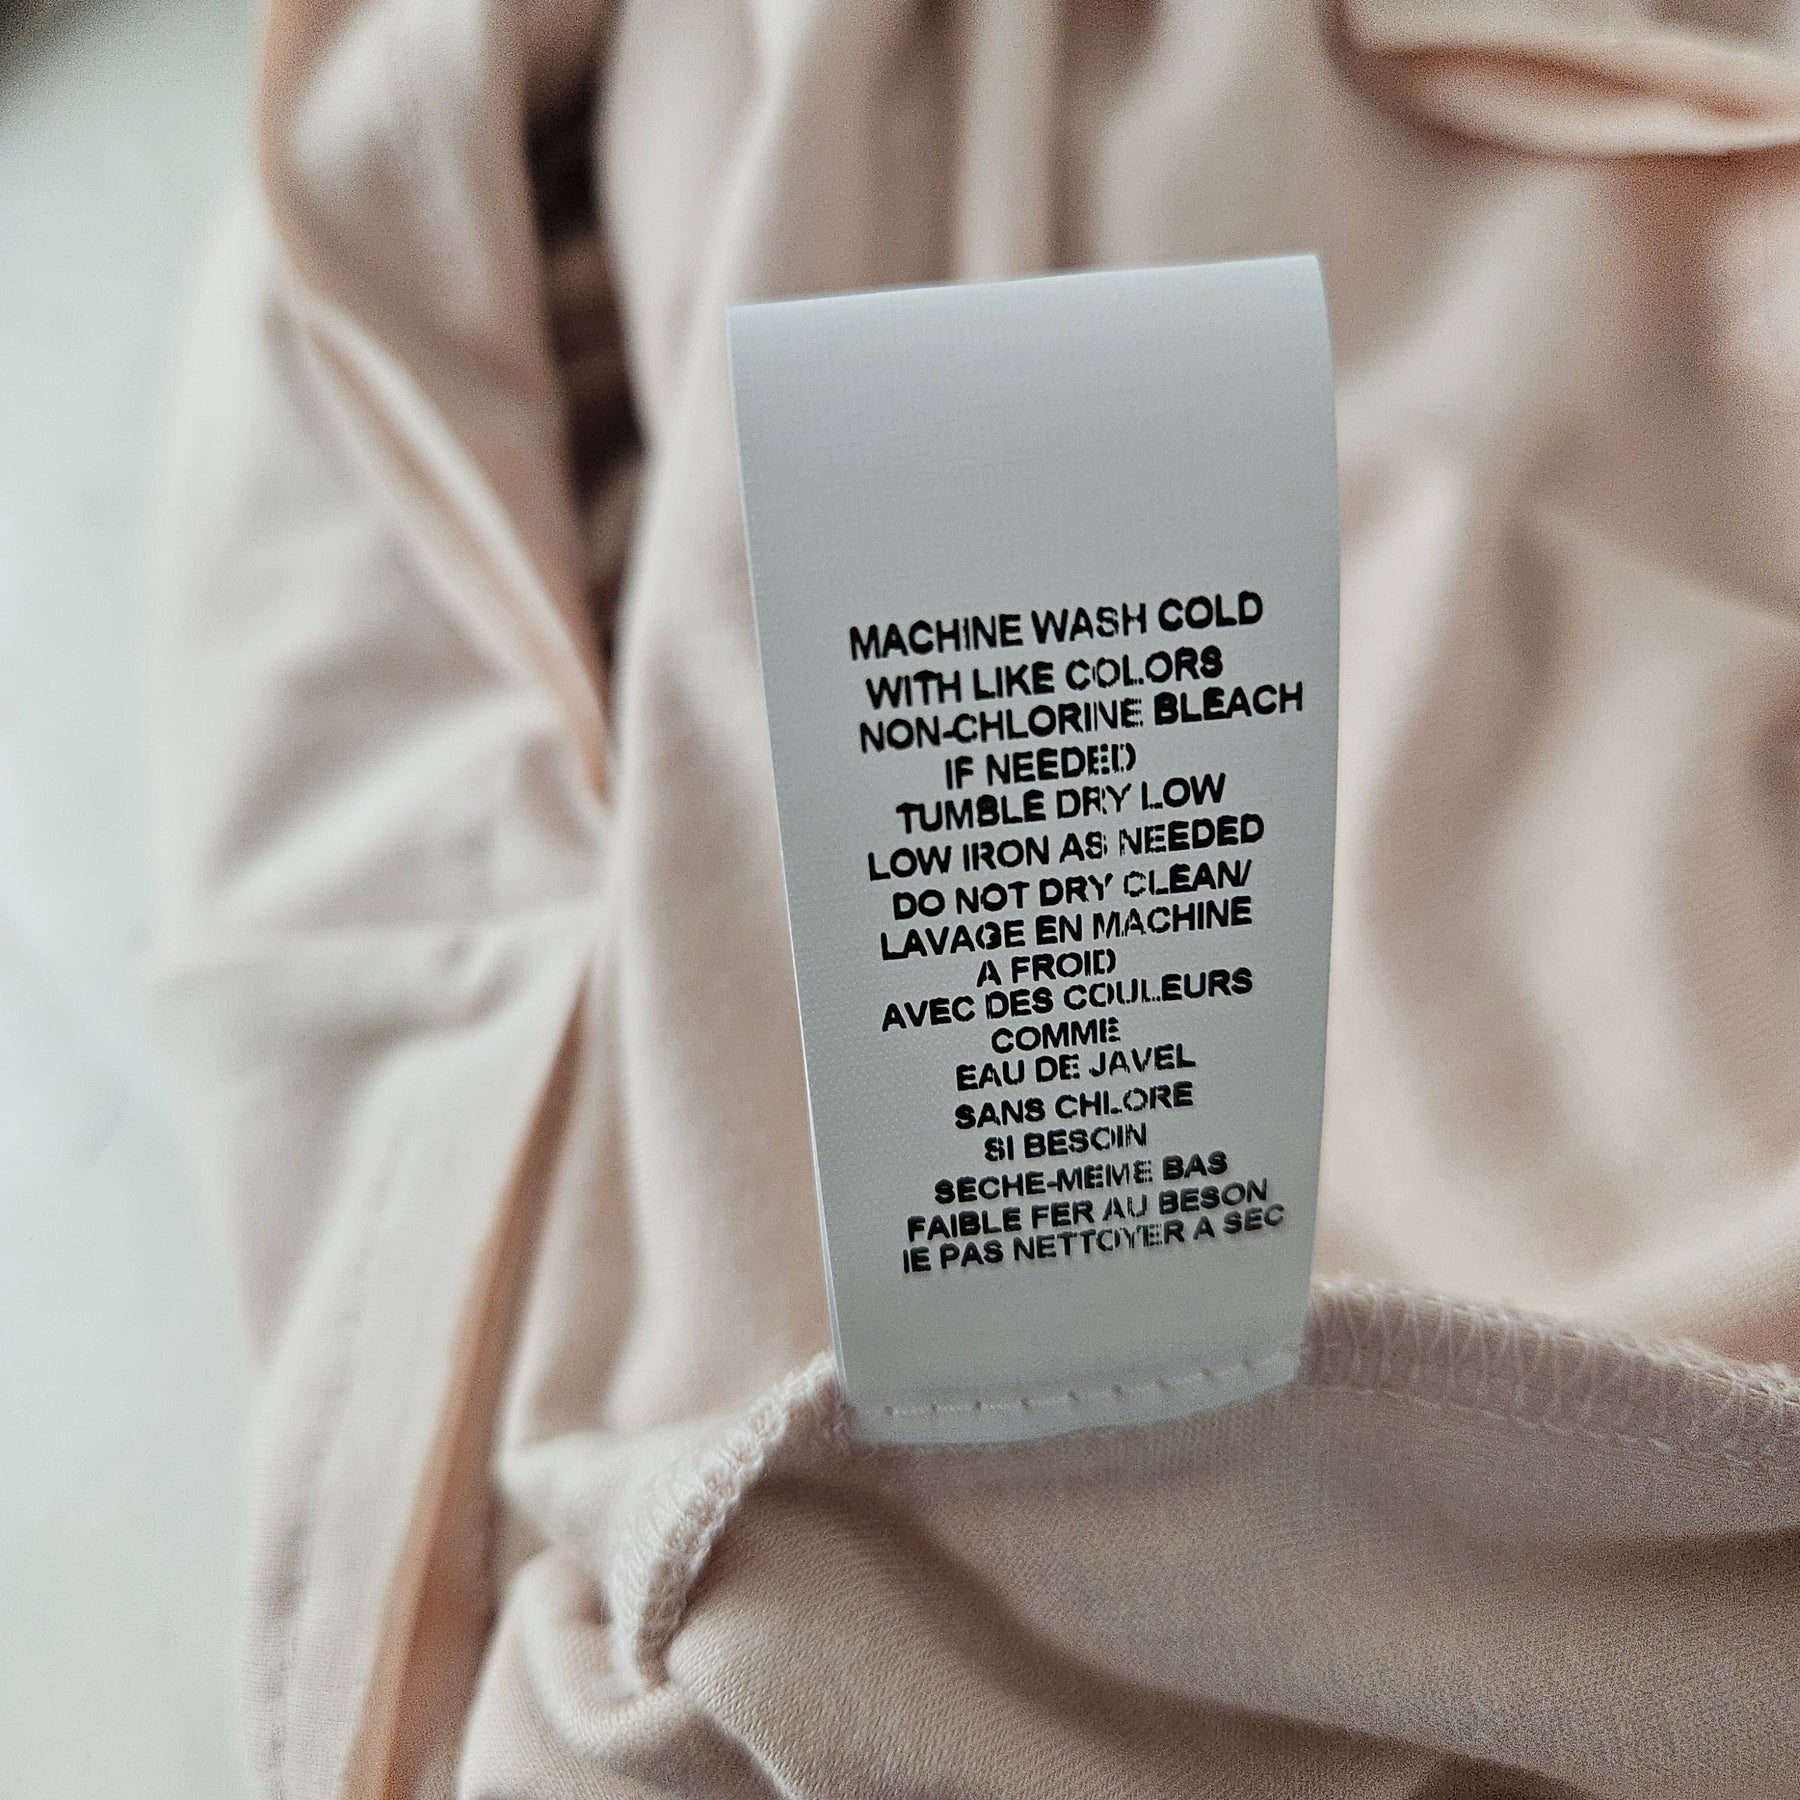 MACHINE WASH COLD
WITH LIKE COLORS
NON-CHLORINE BLEACH
IF NEEDED
TUMBLE DRY LOW
LOW IRON AS NEEDED
DO NOT DRY CLEAN/
LAVAGE EN MACHINE
A FROID
AVEC DES COULEURS
COMME
EAU DE JAVEL
SANS CHLORE
SI BESOIN
SECHE-MEME BAS
FAIBLE FER AU BESON
IE PAS NETTOYER A SEC